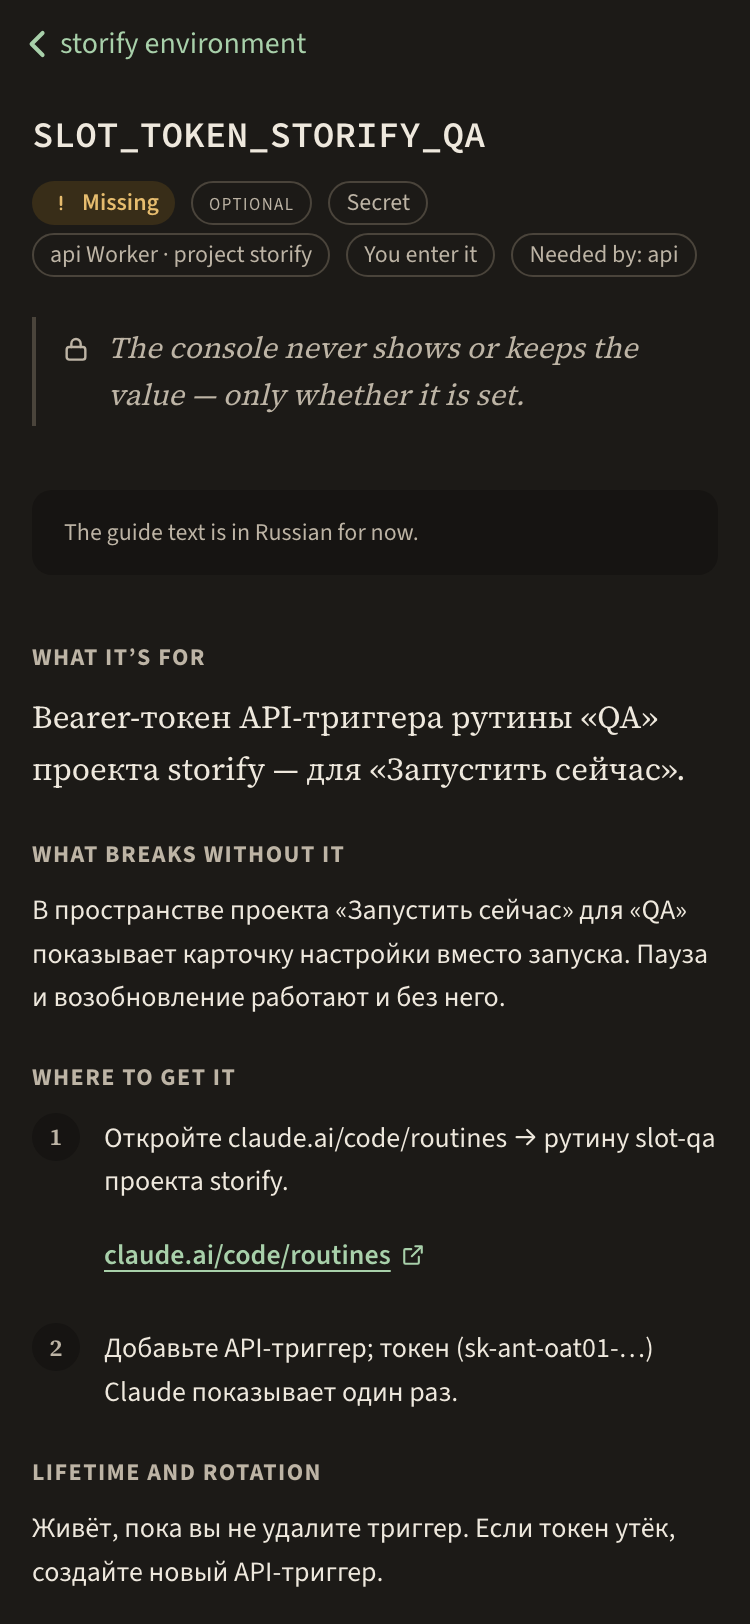 storify environment
SLOT_TOKEN_STORIFY_QA
! Missing OPTIONAL Secret
api Worker · project storify You enter it Needed by: api
The console never shows or keeps the
value — only whether it is set.
The guide text is in Russian for now.
WHAT IT’S FOR
Bearer-токен API-триггера рутины «QA»
проекта storify — для «Запустить сейчас».
WHAT BREAKS WITHOUT IT
В пространстве проекта «Запустить сейчас» для «QA»
показывает карточку настройки вместо запуска. Пауза
и возобновление работают и без него.
WHERE TO GET IT
1 Откройте claude.ai/code/routines → рутину slot-qa
проекта storify.
claude.ai/code/routines
2 Добавьте API-триггер; токен (sk-ant-oat01-…)
Claude показывает один раз.
LIFETIME AND ROTATION
Живёт, пока вы не удалите триггер. Если токен утёк,
создайте новый API-триггер.